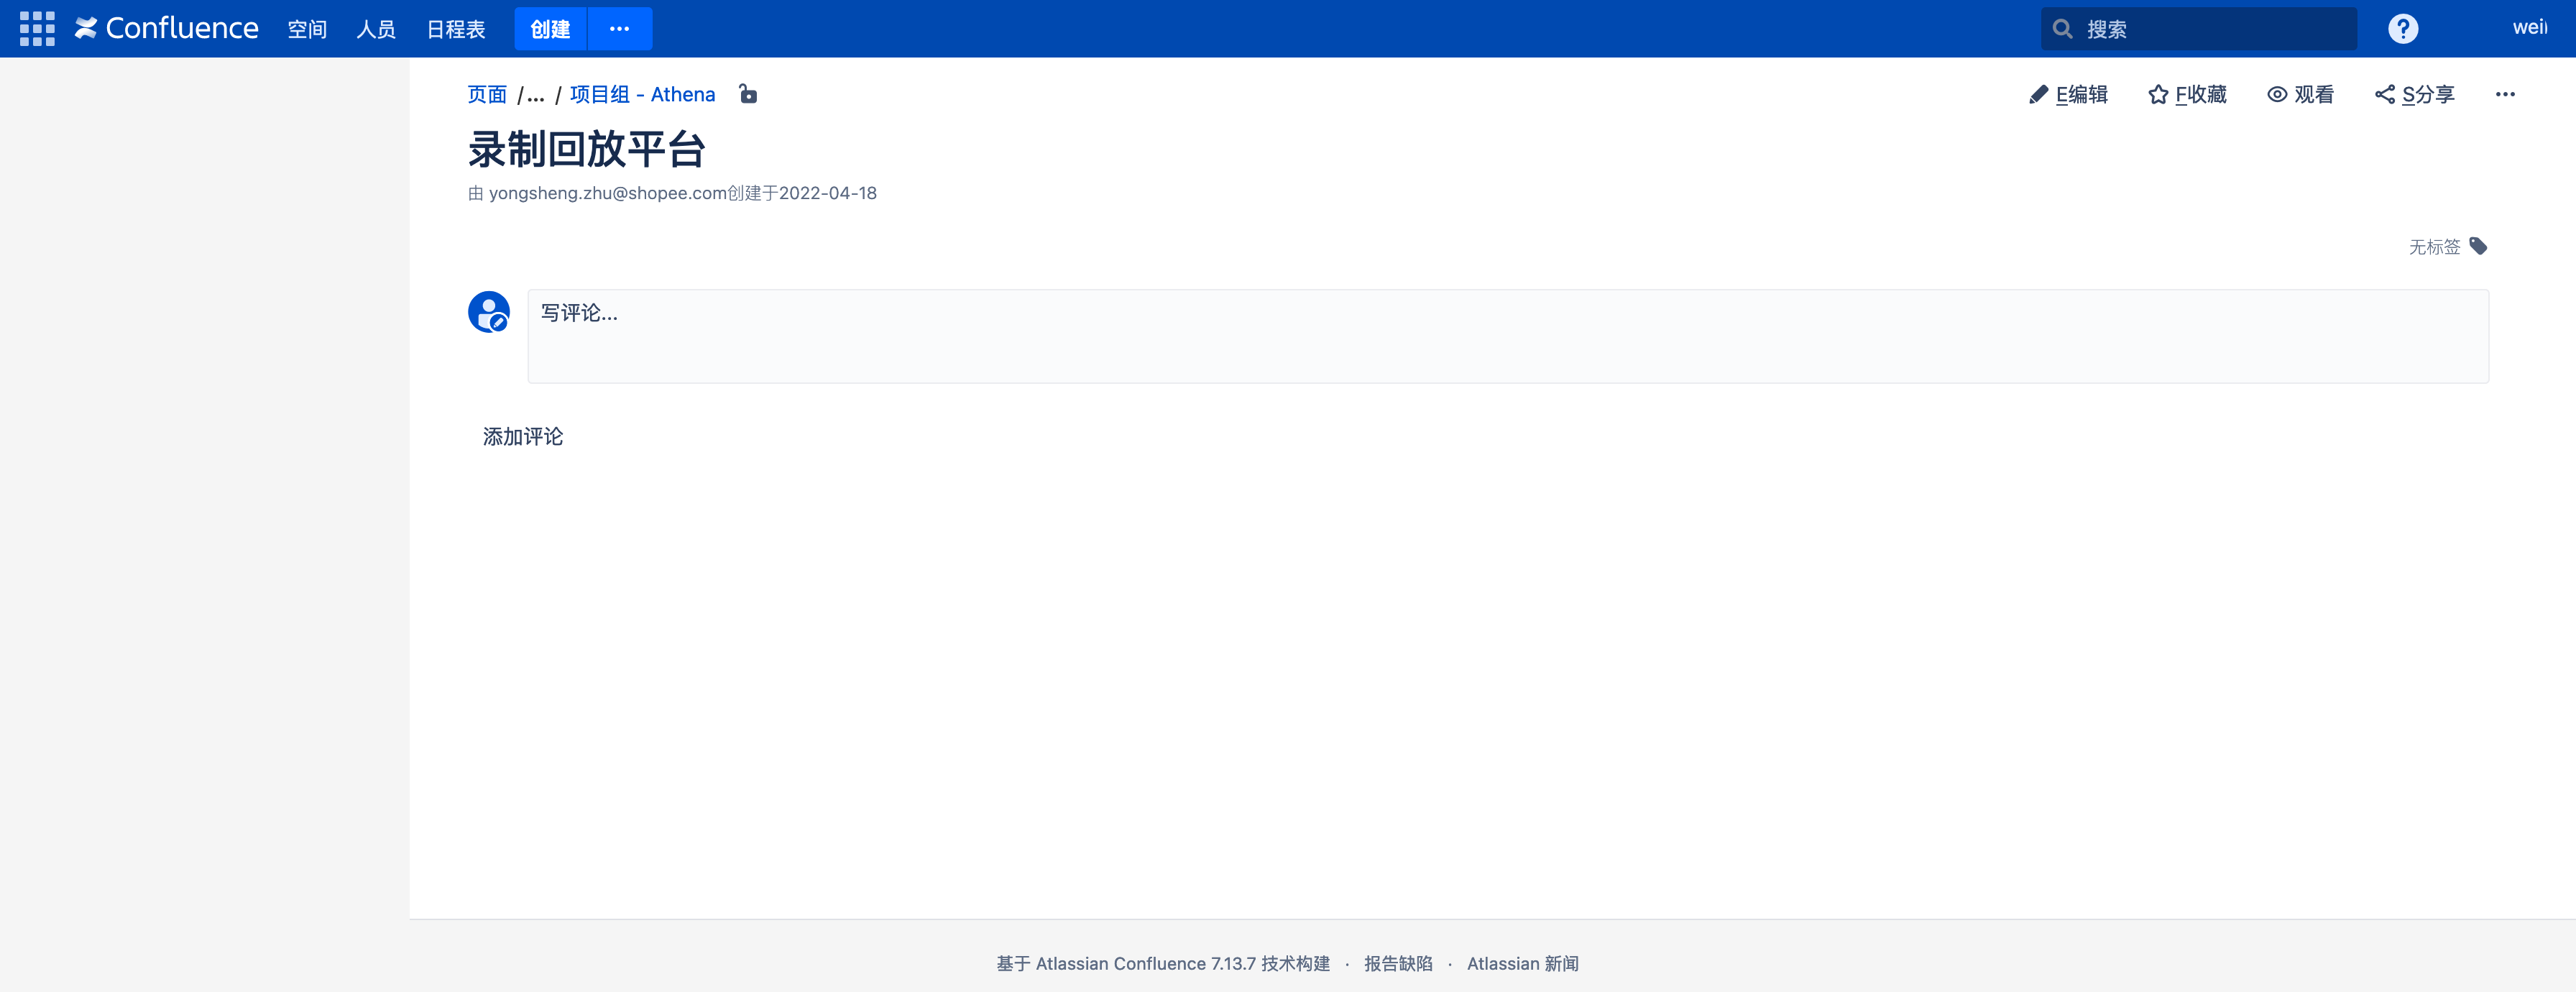 Confluence 空间 人员 日程表 创建 ··· 搜索 ? wei
页面 /... / 项目组 - Athena E编辑 F收藏 观看 S分享 ···
录制回放平台
由 yongsheng.zhu@shopee.com创建于2022-04-18
无标签
写评论...
添加评论
基于 Atlassian Confluence 7.13.7 技术构建 · 报告缺陷 · Atlassian 新闻